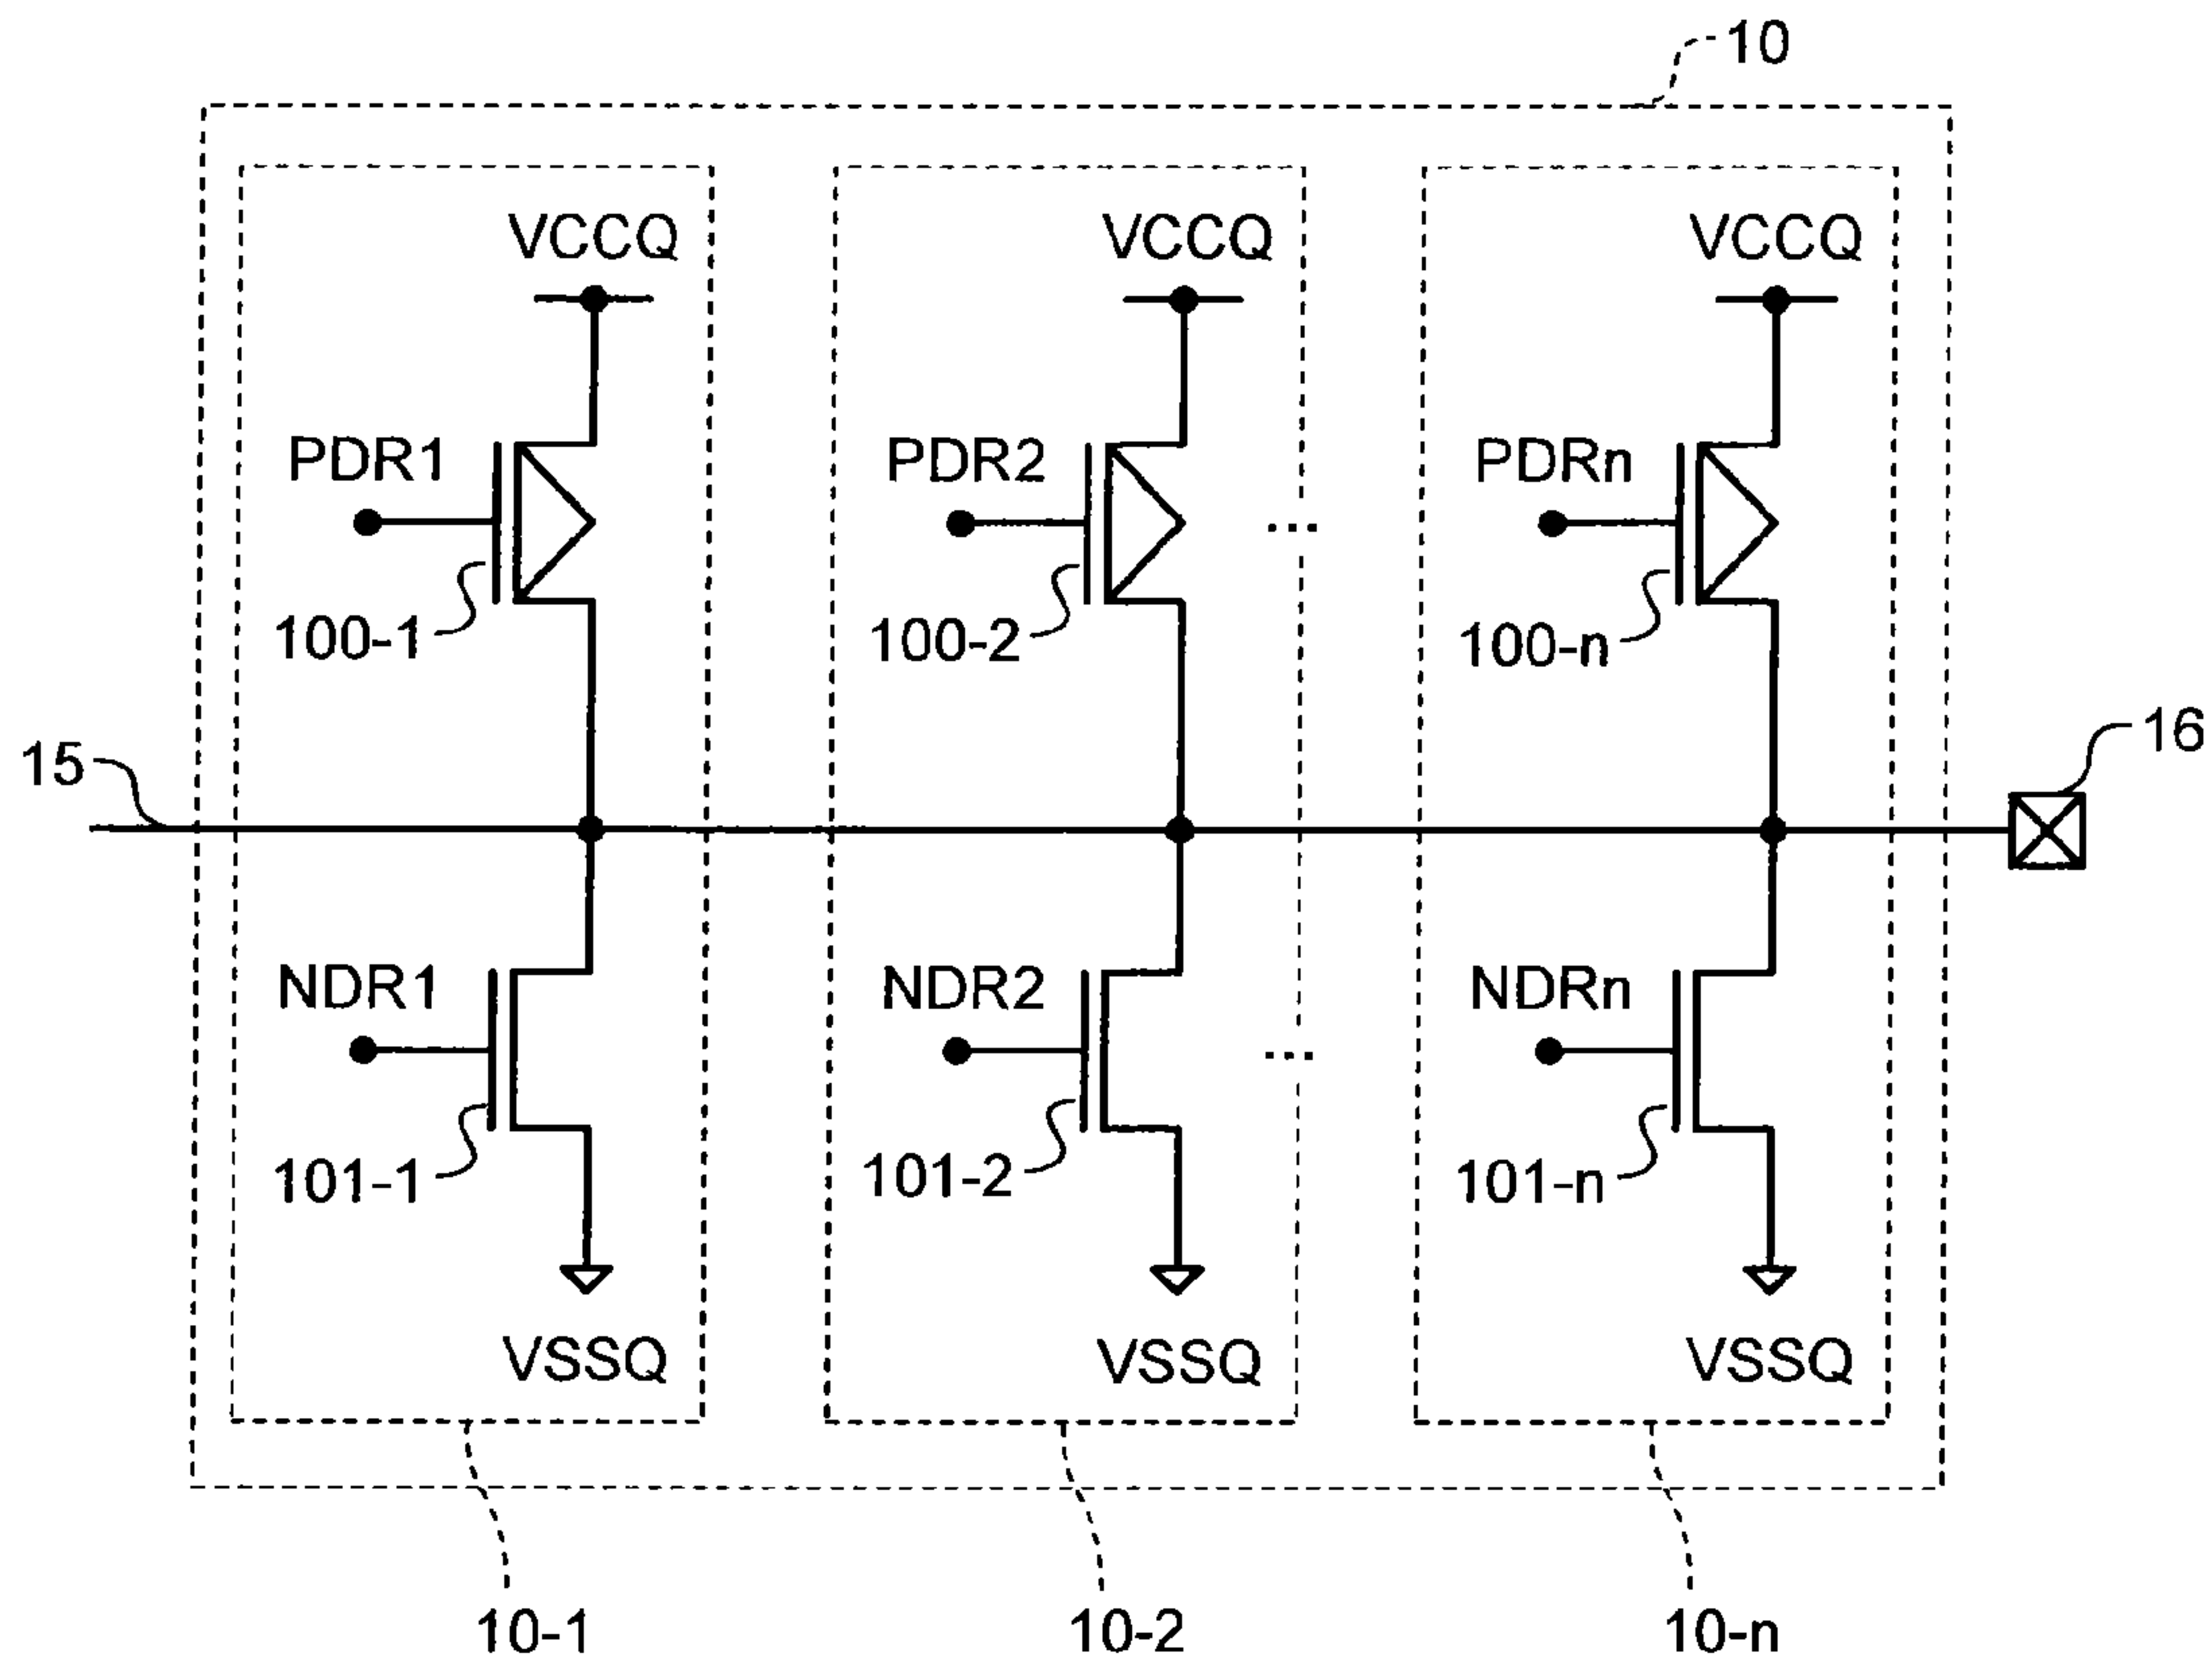 10
VCCQ VCCQ VCCQ
PDR1 PDR2 PDRn
... 
100-1 100-2 100-n
15 16
NDR1 NDR2 NDRn
...
101-1 101-2 101-n
VSSQ VSSQ VSSQ
10-1 10-2 10-n